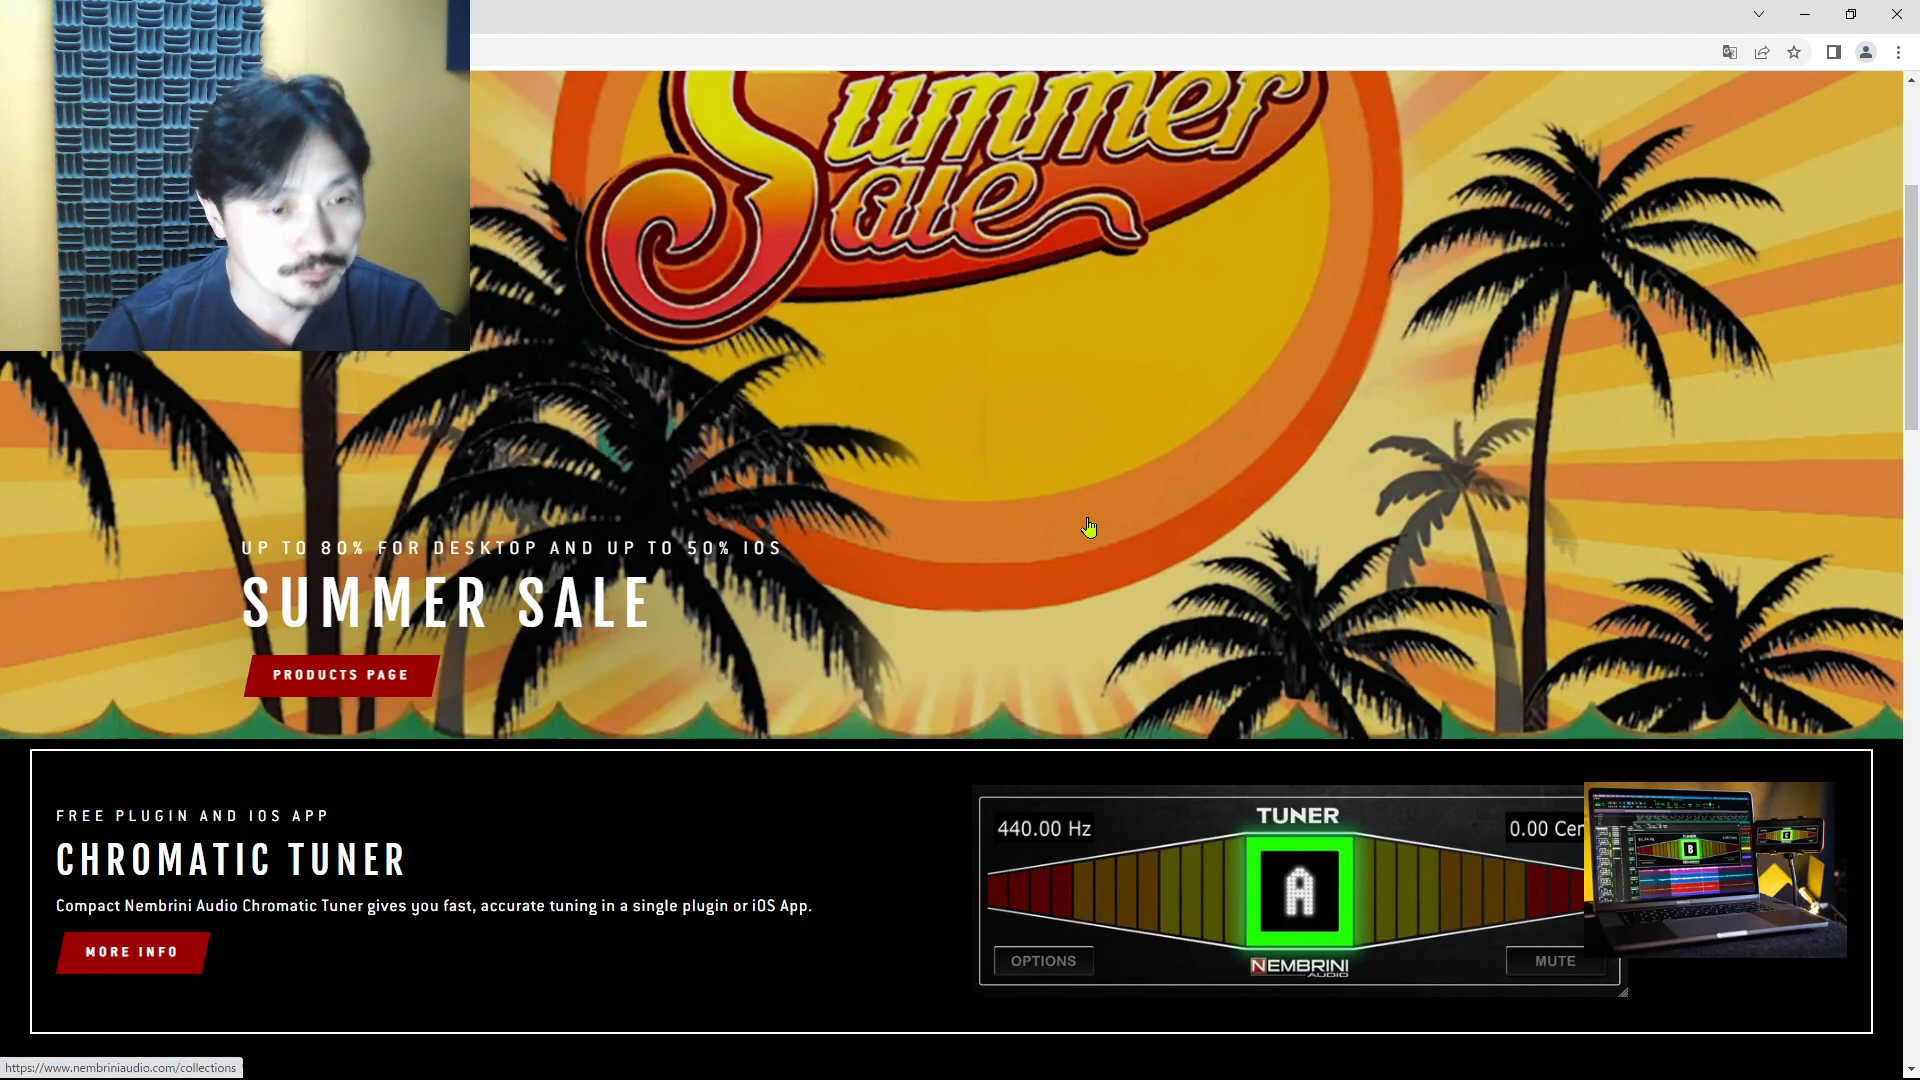 Summer
Sale
UP TO 80% FOR DESKTOP AND UP TO 50% IOS
SUMMER SALE
PRODUCTS PAGE
FREE PLUGIN AND IOS APP
CHROMATIC TUNER
Compact Nembrini Audio Chromatic Tuner gives you fast, accurate tuning in a single plugin or iOS App.
MORE INFO
TUNER
440.00 Hz
0.00 Cen
A
OPTIONS
NEMBRINI
AUDIO
MUTE
TUNER
B
https://www.nembriniaudio.com/collections